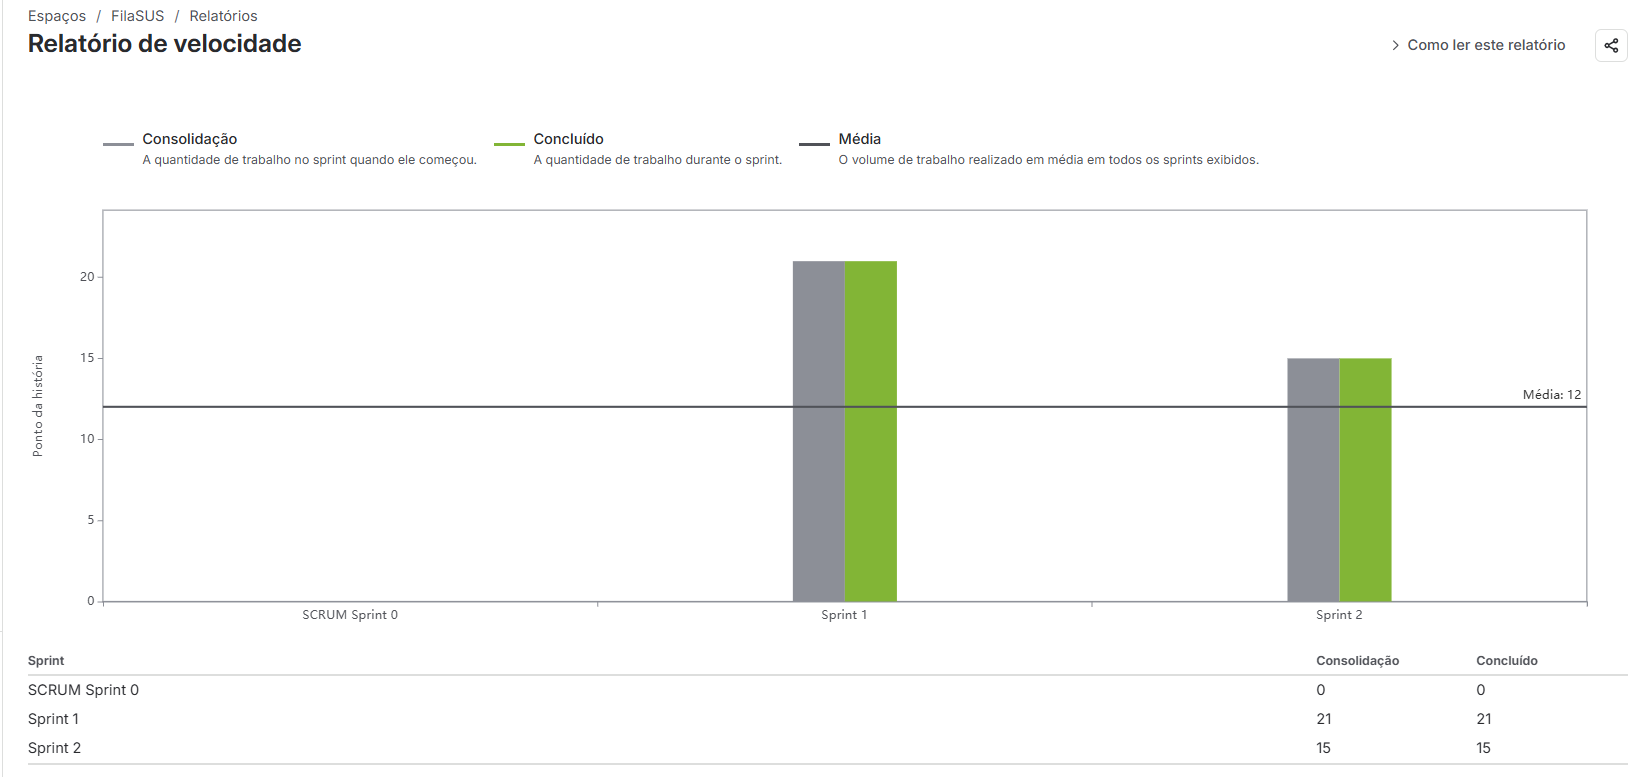 Espaços / FilaSUS / Relatórios
Relatório de velocidade
Como ler este relatório
Consolidação
A quantidade de trabalho no sprint quando ele começou.
Concluído
A quantidade de trabalho durante o sprint.
Média
O volume de trabalho realizado em média em todos os sprints exibidos.
Ponto da história
20
15
10
5
0
Média: 12
SCRUM Sprint 0 Sprint 1 Sprint 2
Sprint Consolidação Concluído
SCRUM Sprint 0 0 0
Sprint 1 21 21
Sprint 2 15 15